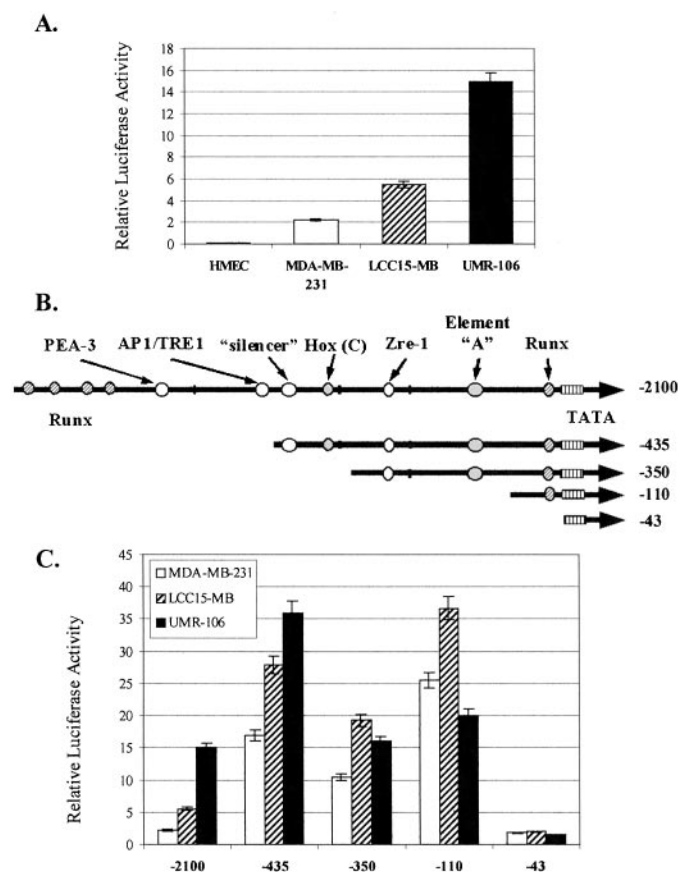 A.
Relative Luciferase Activity
18
16
14
12
10
8
6
4
2
0
HMEC
MDA-MB-
231
LCC15-MB
UMR-106
B.
PEA-3
AP1/TRE1
“silencer”
Hox (C)
Zre-1
Element
“A”
Runx
-2100
Runx
TATA
-435
-350
-110
-43
C.
Relative Luciferase Activity
45
40
35
30
25
20
15
10
5
0
MDA-MB-231
LCC15-MB
UMR-106
-2100
-435
-350
-110
-43